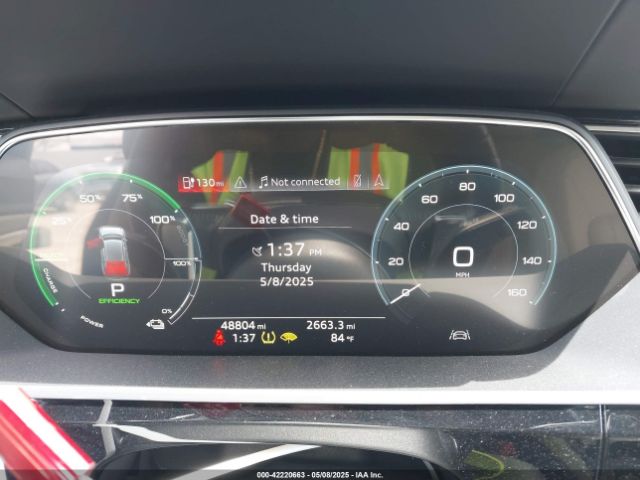 130 mi
Not connected
Date & time
1:37 PM
Thursday
5/8/2025
48804 mi
2663.3 mi
1:37
84 °F
25%
50%
75%
100%
BOOST
100%
0%
CHARGE
POWER
P
EFFICIENCY
0
20
40
60
80
100
120
140
160
0
MPH
000-42220663 - 05/08/2025 - IAA Inc.